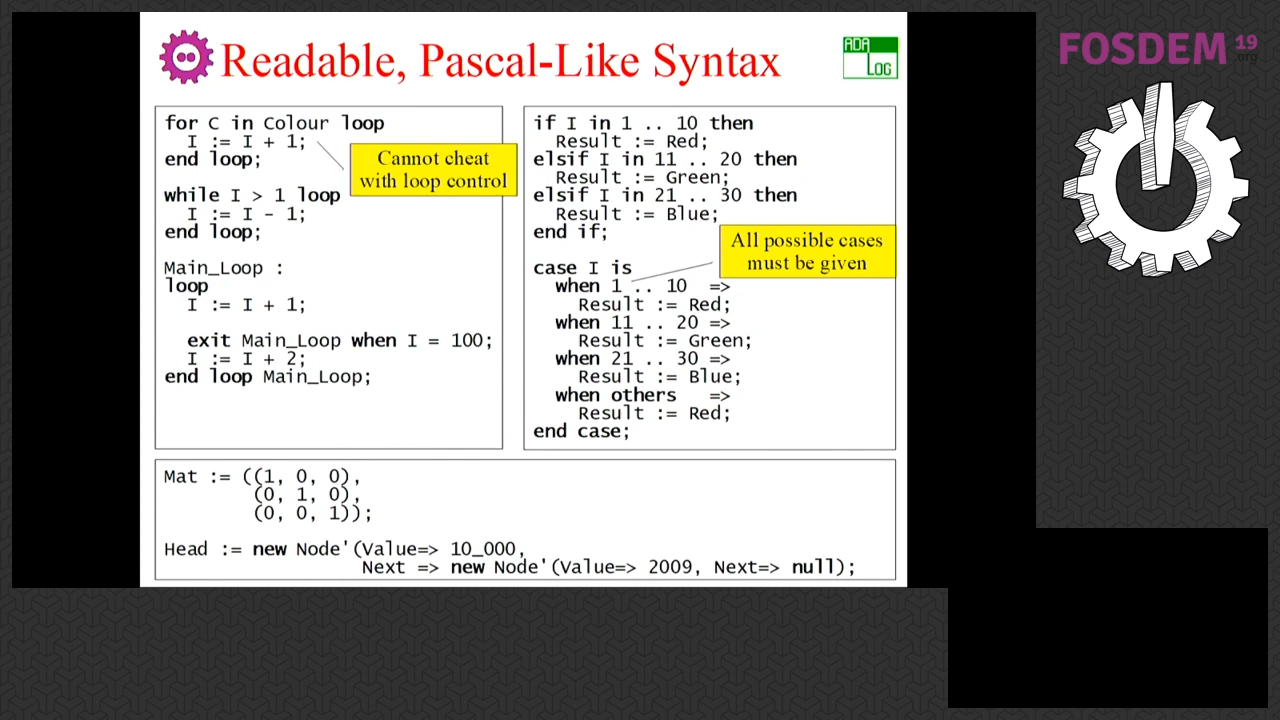 Readable, Pascal-Like Syntax
ADA
LOG
FOSDEM 19
.org
for C in Colour loop
I := I + 1;
end loop;
Cannot cheat
with loop control
while I > 1 loop
I := I - 1;
end loop;
Main_Loop :
loop
I := I + 1;
exit Main_Loop when I = 100;
I := I + 2;
end loop Main_Loop;
if I in 1 .. 10 then
Result := Red;
elsif I in 11 .. 20 then
Result := Green;
elsif I in 21 .. 30 then
Result := Blue;
end if;
All possible cases
must be given
case I is
when 1 .. 10 =>
Result := Red;
when 11 .. 20 =>
Result := Green;
when 21 .. 30 =>
Result := Blue;
when others =>
Result := Red;
end case;
Mat := ((1, 0, 0),
(0, 1, 0),
(0, 0, 1));
Head := new Node'(Value=> 10_000,
Next => new Node'(Value=> 2009, Next=> null);